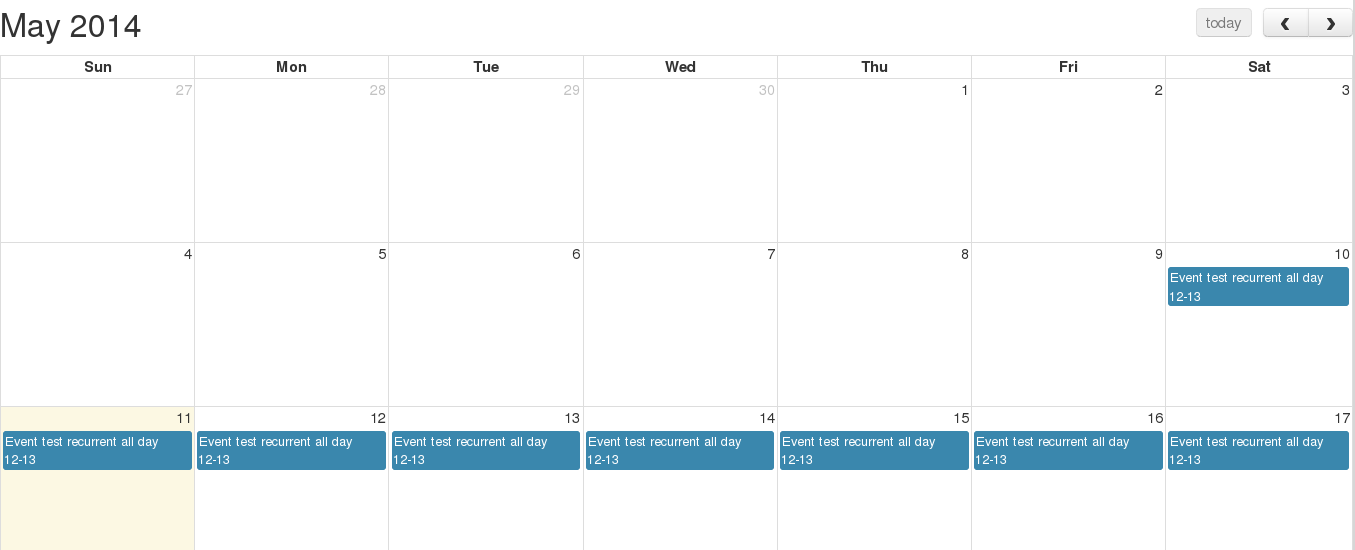 May 2014 today
Sun Mon Tue Wed Thu Fri Sat
27 28 29 30 1 2 3
4 5 6 7 8 9 10
Event test recurrent all day
12-13
11 12 13 14 15 16 17
Event test recurrent all day Event test recurrent all day Event test recurrent all day Event test recurrent all day Event test recurrent all day Event test recurrent all day Event test recurrent all day
12-13 12-13 12-13 12-13 12-13 12-13 12-13